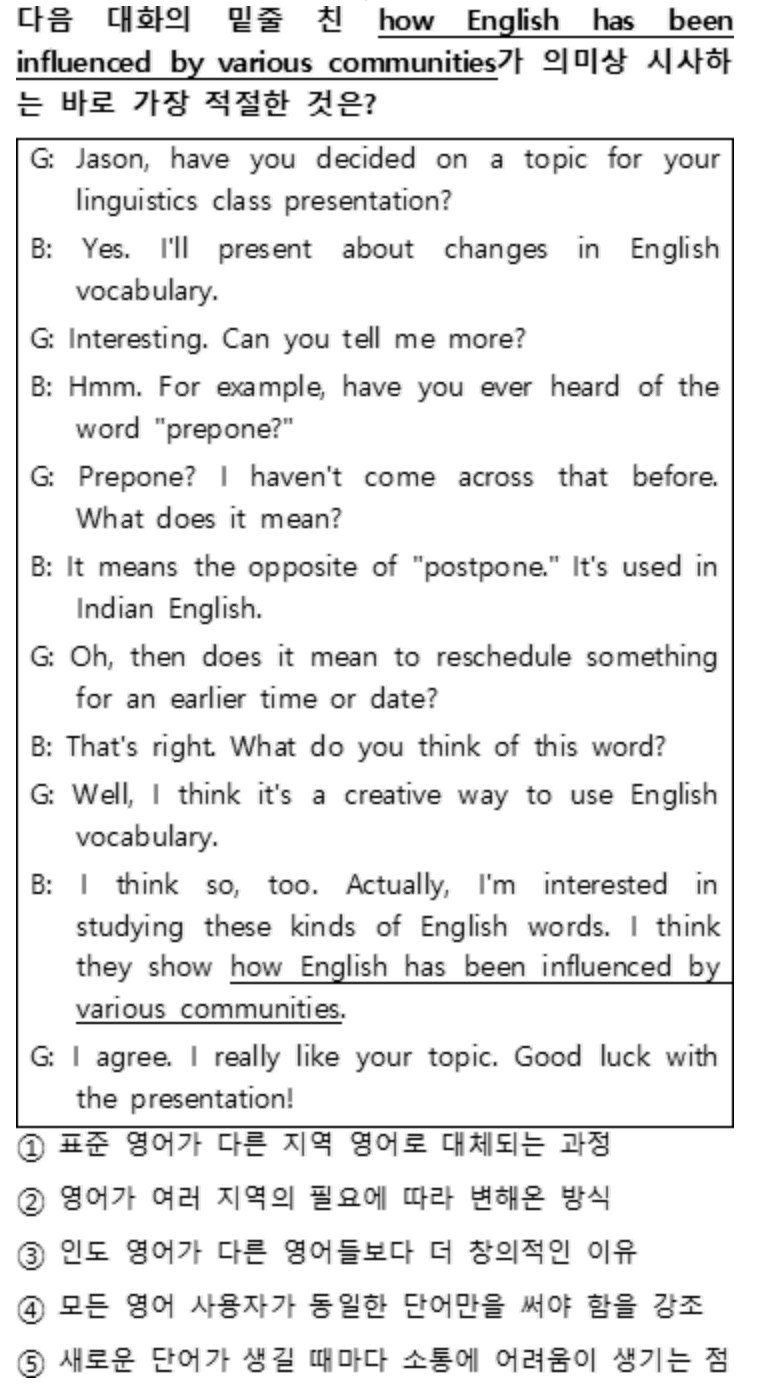 다음 대화의 밑줄 친 how English has been
influenced by various communities가 의미상 시사하
는 바로 가장 적절한 것은?
G: Jason, have you decided on a topic for your
linguistics class presentation?
B: Yes. I'll present about changes in English
vocabulary.
G: Interesting. Can you tell me more?
B: Hmm. For example, have you ever heard of the
word "prepone?"
G: Prepone? I haven't come across that before.
What does it mean?
B: It means the opposite of "postpone." It's used in
Indian English.
G: Oh, then does it mean to reschedule something
for an earlier time or date?
B: That's right. What do you think of this word?
G: Well, I think it's a creative way to use English
vocabulary.
B: I think so, too. Actually, I'm interested in
studying these kinds of English words. I think
they show how English has been influenced by
various communities.
G: I agree. I really like your topic. Good luck with
the presentation!
① 표준 영어가 다른 지역 영어로 대체되는 과정
② 영어가 여러 지역의 필요에 따라 변해온 방식
③ 인도 영어가 다른 영어들보다 더 창의적인 이유
④ 모든 영어 사용자가 동일한 단어만을 써야 함을 강조
⑤ 새로운 단어가 생길 때마다 소통에 어려움이 생기는 점